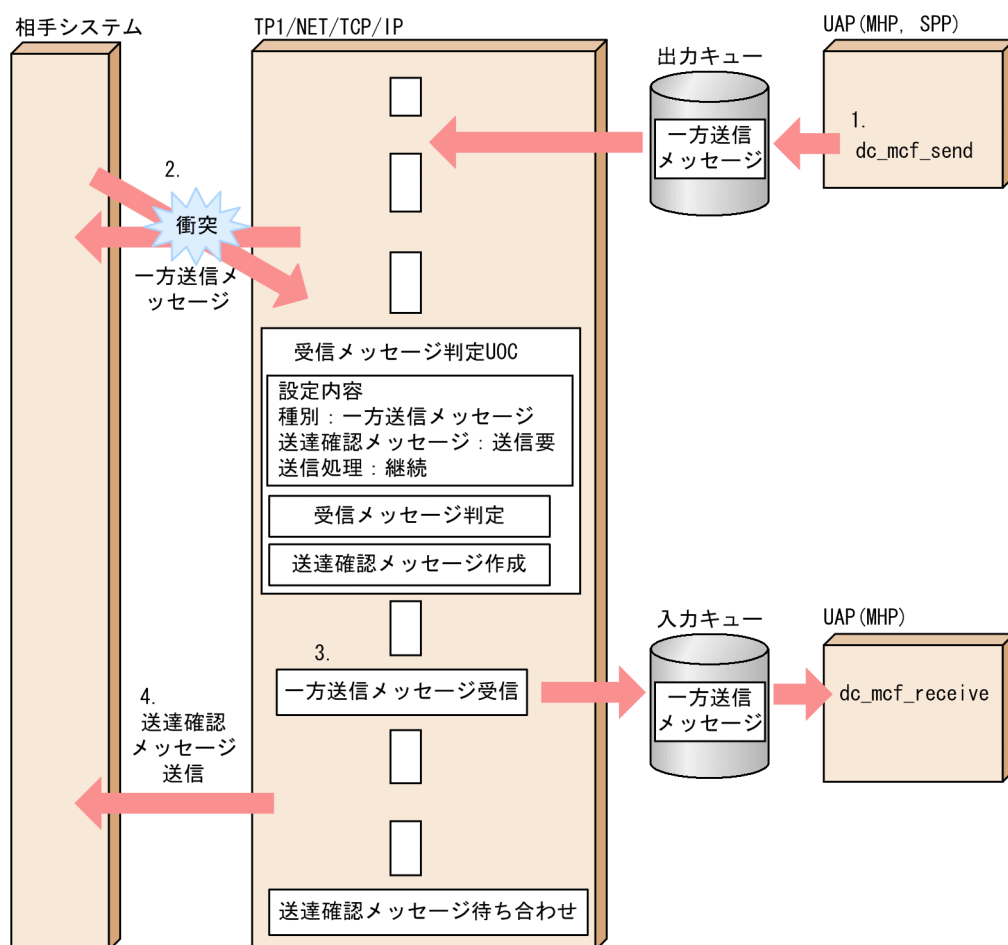 相手システム
TP1/NET/TCP/IP
UAP(MHP, SPP)
出力キュー
一方送信
メッセージ
1.
dc_mcf_send
2.
衝突
一方送信メ
ッセージ
受信メッセージ判定UOC
設定内容
種別：一方送信メッセージ
送達確認メッセージ：送信要
送信処理：継続
受信メッセージ判定
送達確認メッセージ作成
入力キュー
UAP(MHP)
3.
一方送信メッセージ受信
一方送信
メッセージ
dc_mcf_receive
4.
送達確認
メッセージ
送信
送達確認メッセージ待ち合わせ